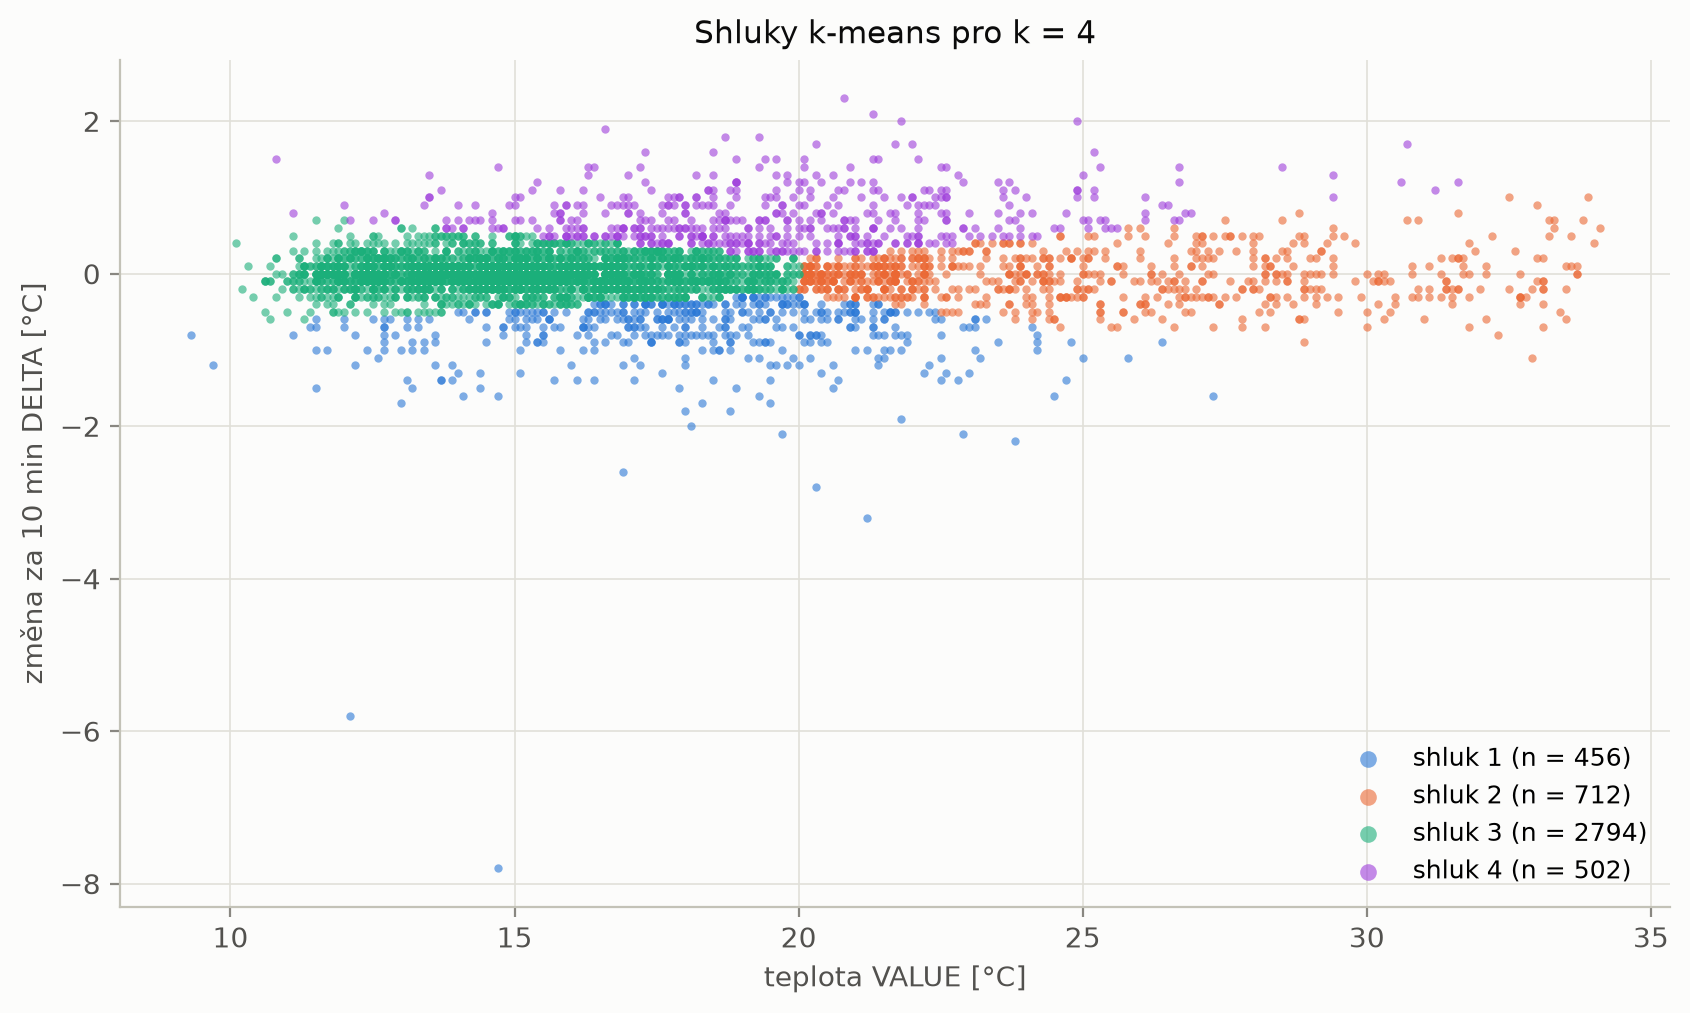 Shluky k-means pro k = 4
změna za 10 min DELTA [°C]
2
0
−2
−4
−6
−8
10
15
20
25
30
35
teplota VALUE [°C]
shluk 1 (n = 456)
shluk 2 (n = 712)
shluk 3 (n = 2794)
shluk 4 (n = 502)